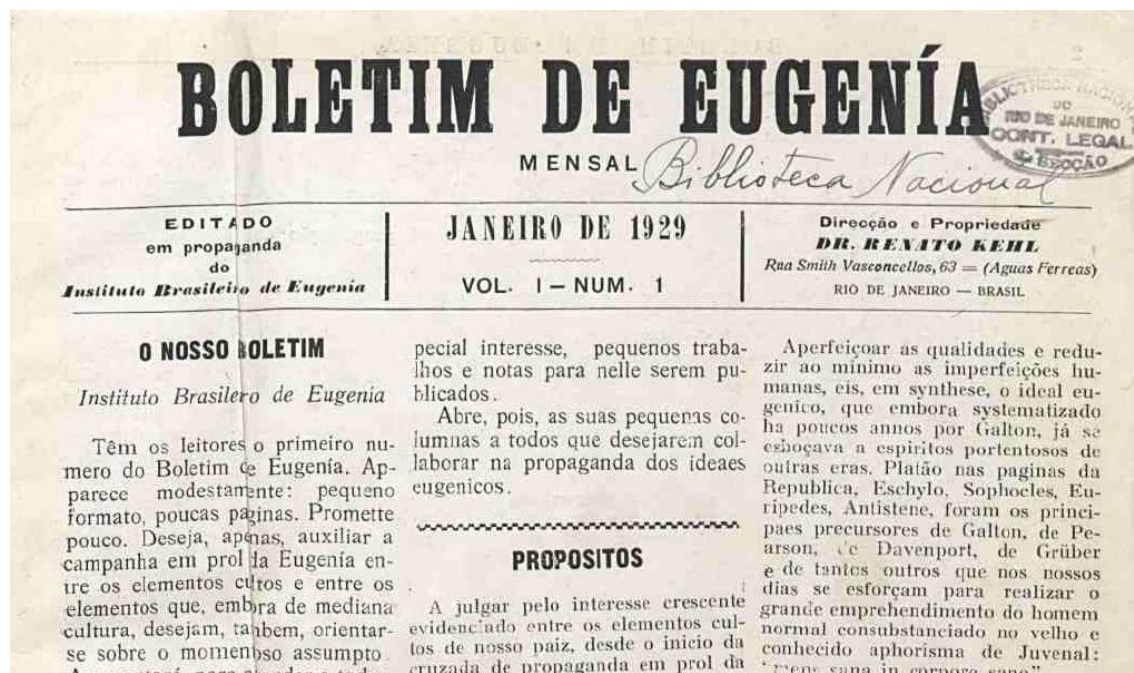 BOLETIM DE EUGENÍA
MENSAL
Biblioteca Nacional
BIBLIOTHECA NACIONAL
DO
RIO DE JANEIRO
CONT. LEGAL
SECÇÃO
EDITADO
em propaganda
do
Instituto Brasileiro de Eugenia
JANEIRO DE 1929
VOL. I – NUM. 1
Direcção e Propriedade
DR. RENATO KEHL
Rua Smith Vasconcellos, 63 = (Aguas Ferreas)
RIO DE JANEIRO — BRASIL
O NOSSO BOLETIM
Instituto Brasilero de Eugenia
Têm os leitores o primeiro nu-
mero do Boletim de Eugenía. Ap-
parece modestamente: pequeno
formato, poucas paginas. Promette
pouco. Deseja, apenas, auxiliar a
campanha em prol da Eugenía en-
tre os elementos cultos e entre os
elementos que, embora de mediana
cultura, desejam, tambem, orientar-
se sobre o momentoso assumpto.
pecial interesse, pequenos traba-
lhos e notas para nelle serem pu-
blicados.
Abre, pois, as suas pequenas co-
lumnas a todos que desejarem col-
laborar na propaganda dos ideaes
eugenicos.
PROPOSITOS
A julgar pelo interesse crescente
evidenciado entre os elementos cul-
tos de nosso paiz, desde o inicio da
cruzada de propaganda em prol da
Aperfeiçoar as qualidades e redu-
zir ao minimo as imperfeições hu-
manas, eis, em synthese, o ideal eu-
genico, que embora systematizado
ha poucos annos por Galton, já se
esboçava a espiritos portentosos de
outras eras. Platão nas paginas da
Republica, Eschylo, Sophocles, Eu-
ripedes, Antistene, foram os princi-
paes precursores de Galton, de Pe-
arson, de Davenport, de Grüber
e de tantos outros que nos nossos
dias se esforçam para realizar o
grande emprehendimento do homem
normal consubstanciado no velho e
conhecido aphorisma de Juvenal:
"mens sana in corpore sano"